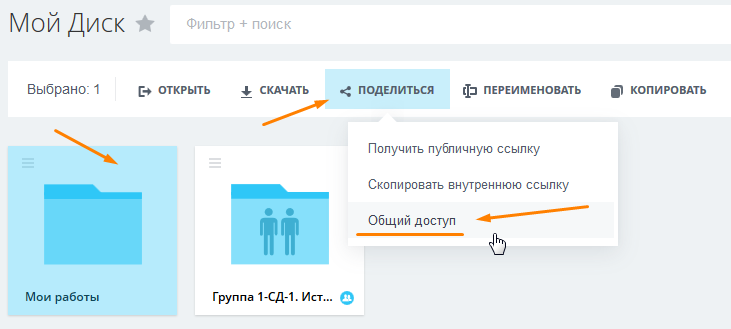 Мой Диск
Фильтр + поиск
Выбрано: 1 ОТКРЫТЬ СКАЧАТЬ ПОДЕЛИТЬСЯ ПЕРЕИМЕНОВАТЬ КОПИРОВАТЬ
Получить публичную ссылку
Скопировать внутреннюю ссылку
Общий доступ
Мои работы
Группа 1-СД-1. Ист...